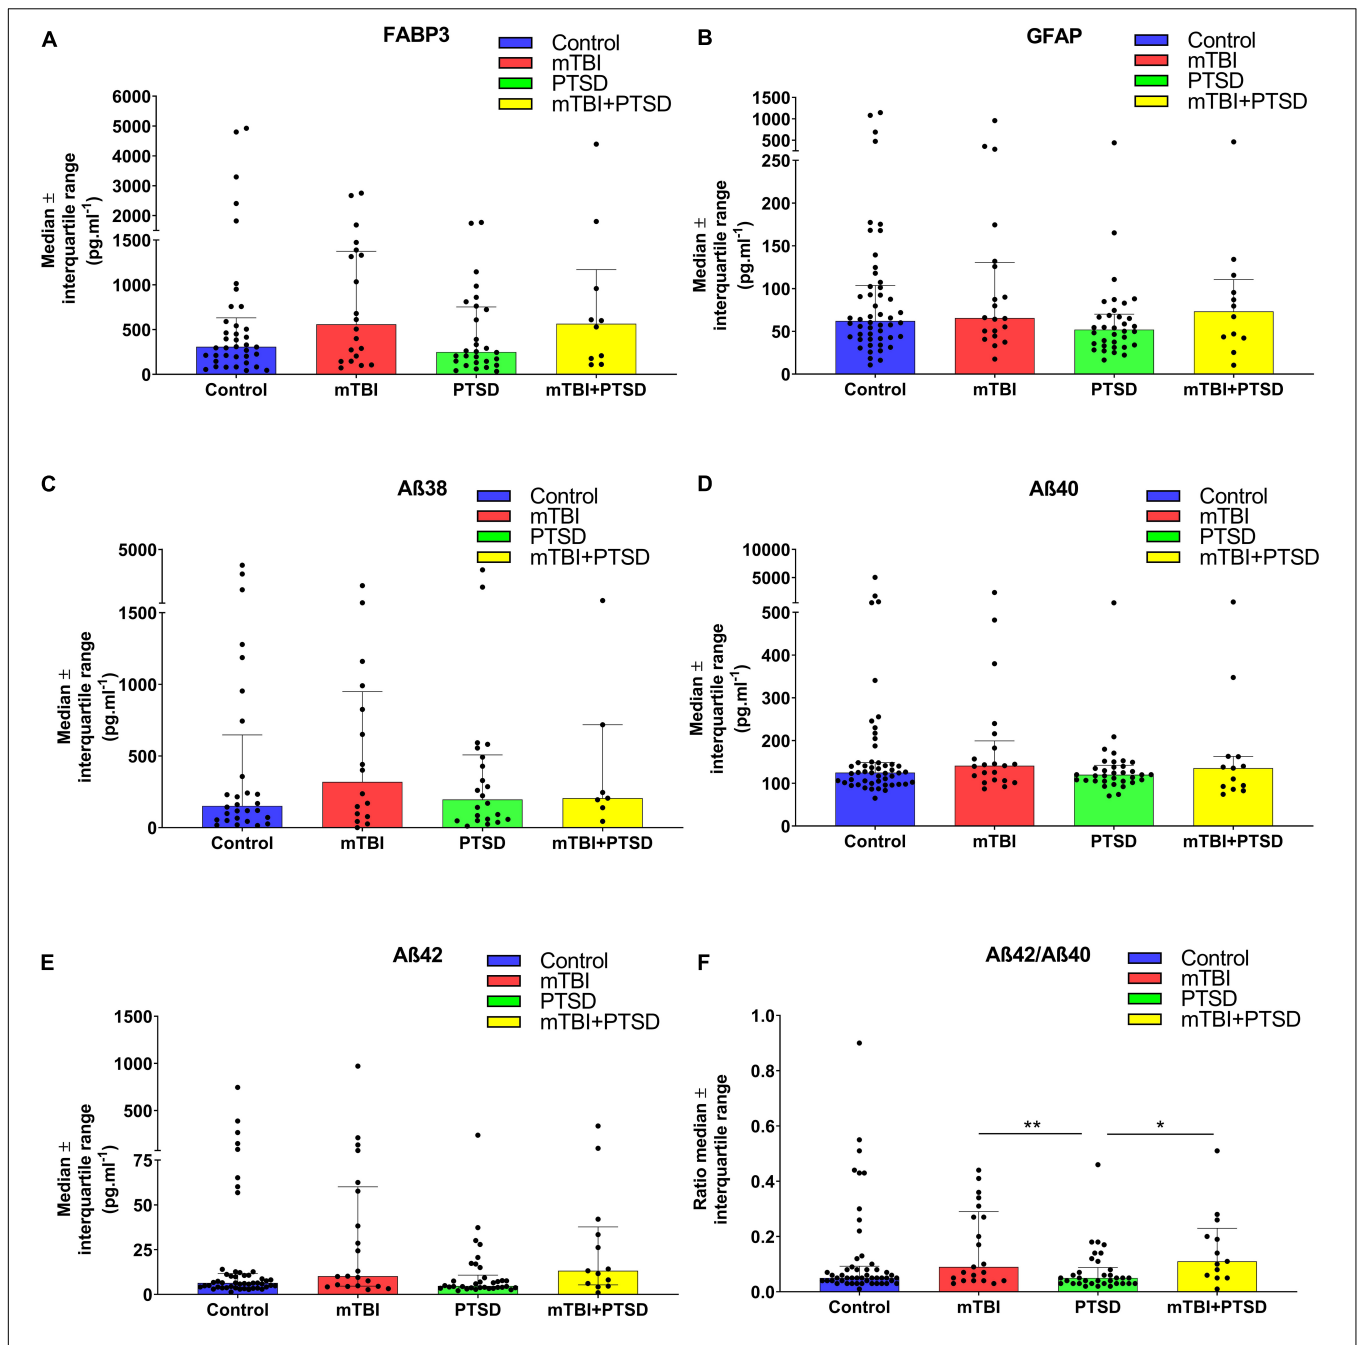 A
FABP3
Control
mTBI
PTSD
mTBI+PTSD
Median ±
interquartile range
(pg.ml-1)
6000
5000
4000
3000
2000
1500
1000
500
0
Control
mTBI
PTSD
mTBI+PTSD
B
GFAP
Control
mTBI
PTSD
mTBI+PTSD
Median ±
interquartile range
(pg.ml-1)
1500
1000
500
250
200
150
100
50
0
Control
mTBI
PTSD
mTBI+PTSD
C
Aß38
Control
mTBI
PTSD
mTBI+PTSD
Median ±
interquartile range
(pg.ml-1)
5000
1500
1000
500
0
Control
mTBI
PTSD
mTBI+PTSD
D
Aß40
Control
mTBI
PTSD
mTBI+PTSD
Median ±
interquartile range
(pg.ml-1)
10000
5000
500
400
300
200
100
0
Control
mTBI
PTSD
mTBI+PTSD
E
Aß42
Control
mTBI
PTSD
mTBI+PTSD
Median ±
interquartile range
(pg.ml-1)
1500
1000
500
75
50
25
0
Control
mTBI
PTSD
mTBI+PTSD
F
Aß42/Aß40
Control
mTBI
PTSD
mTBI+PTSD
Ratio median ±
interquartile range
1.0
0.8
0.6
0.4
0.2
0.0
**
*
Control
mTBI
PTSD
mTBI+PTSD